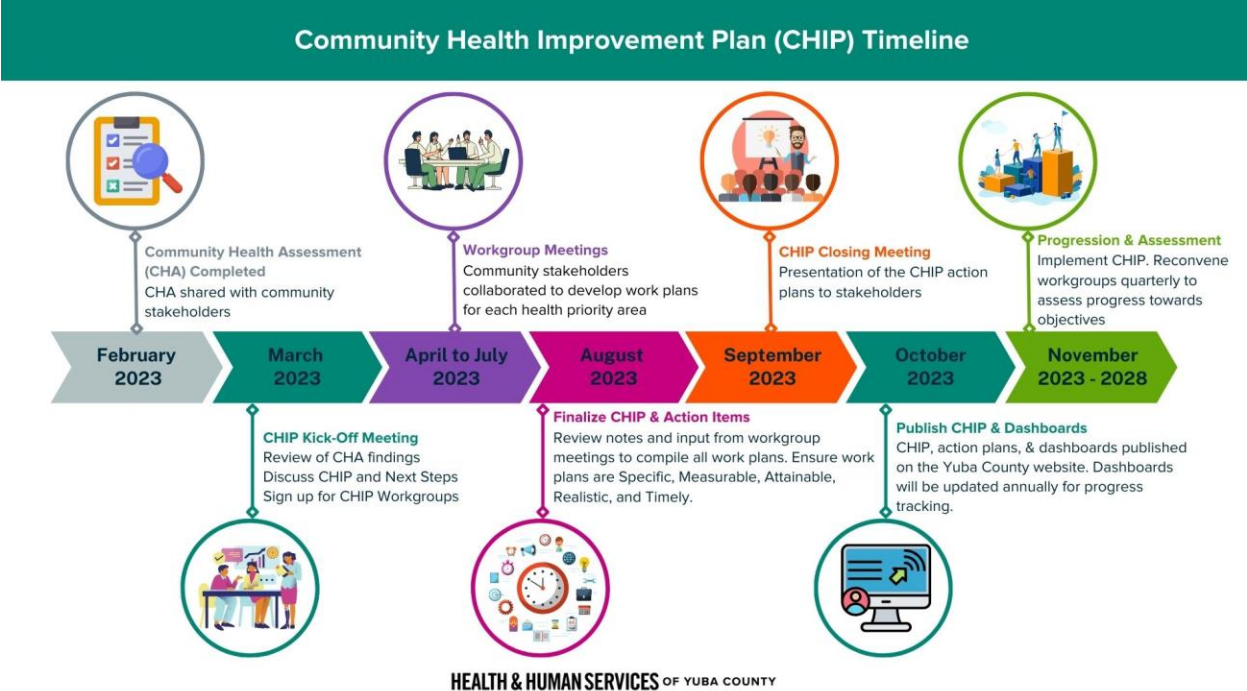 Community Health Improvement Plan (CHIP) Timeline
Community Health Assessment
(CHA) Completed
CHA shared with community
stakeholders
Workgroup Meetings
Community stakeholders
collaborated to develop work plans
for each health priority area
CHIP Closing Meeting
Presentation of the CHIP action
plans to stakeholders
Progression & Assessment
Implement CHIP. Reconvene
workgroups quarterly to
assess progress towards
objectives
February
2023
March
2023
April to July
2023
August
2023
September
2023
October
2023
November
2023 - 2028
CHIP Kick-Off Meeting
Review of CHA findings
Discuss CHIP and Next Steps
Sign up for CHIP Workgroups
Finalize CHIP & Action Items
Review notes and input from workgroup
meetings to compile all work plans. Ensure work
plans are Specific, Measurable, Attainable,
Realistic, and Timely.
Publish CHIP & Dashboards
CHIP, action plans, & dashboards published
on the Yuba County website. Dashboards
will be updated annually for progress
tracking.
HEALTH & HUMAN SERVICES OF YUBA COUNTY